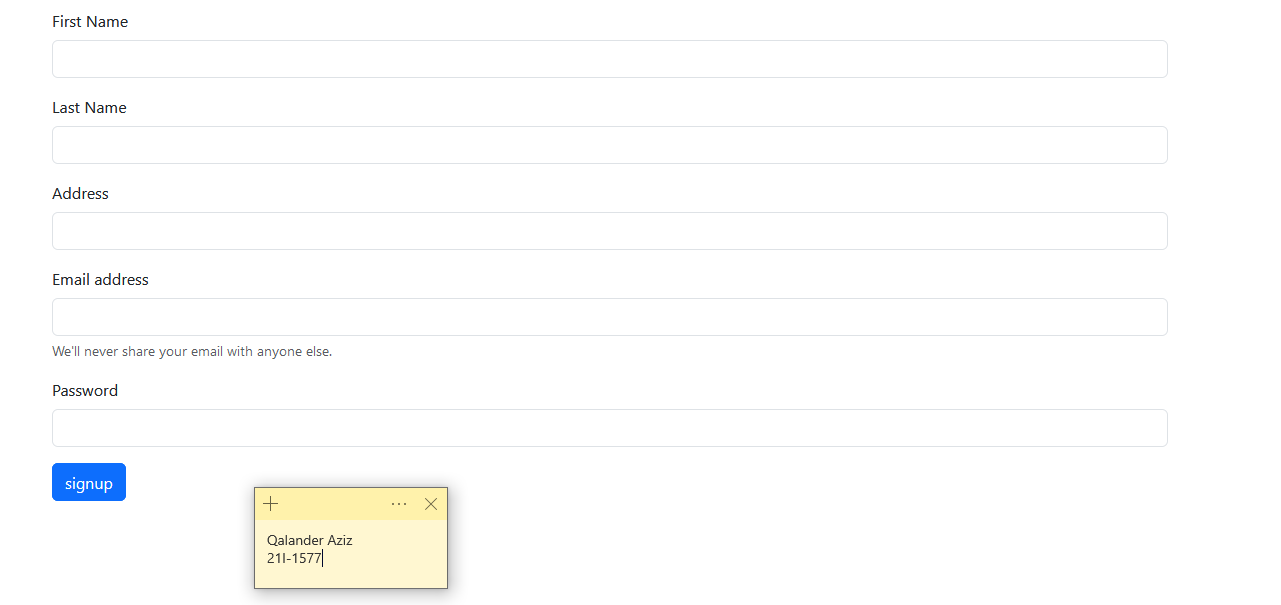 First Name
Last Name
Address
Email address
We'll never share your email with anyone else.
Password
signup
Qalander Aziz
21I-1577